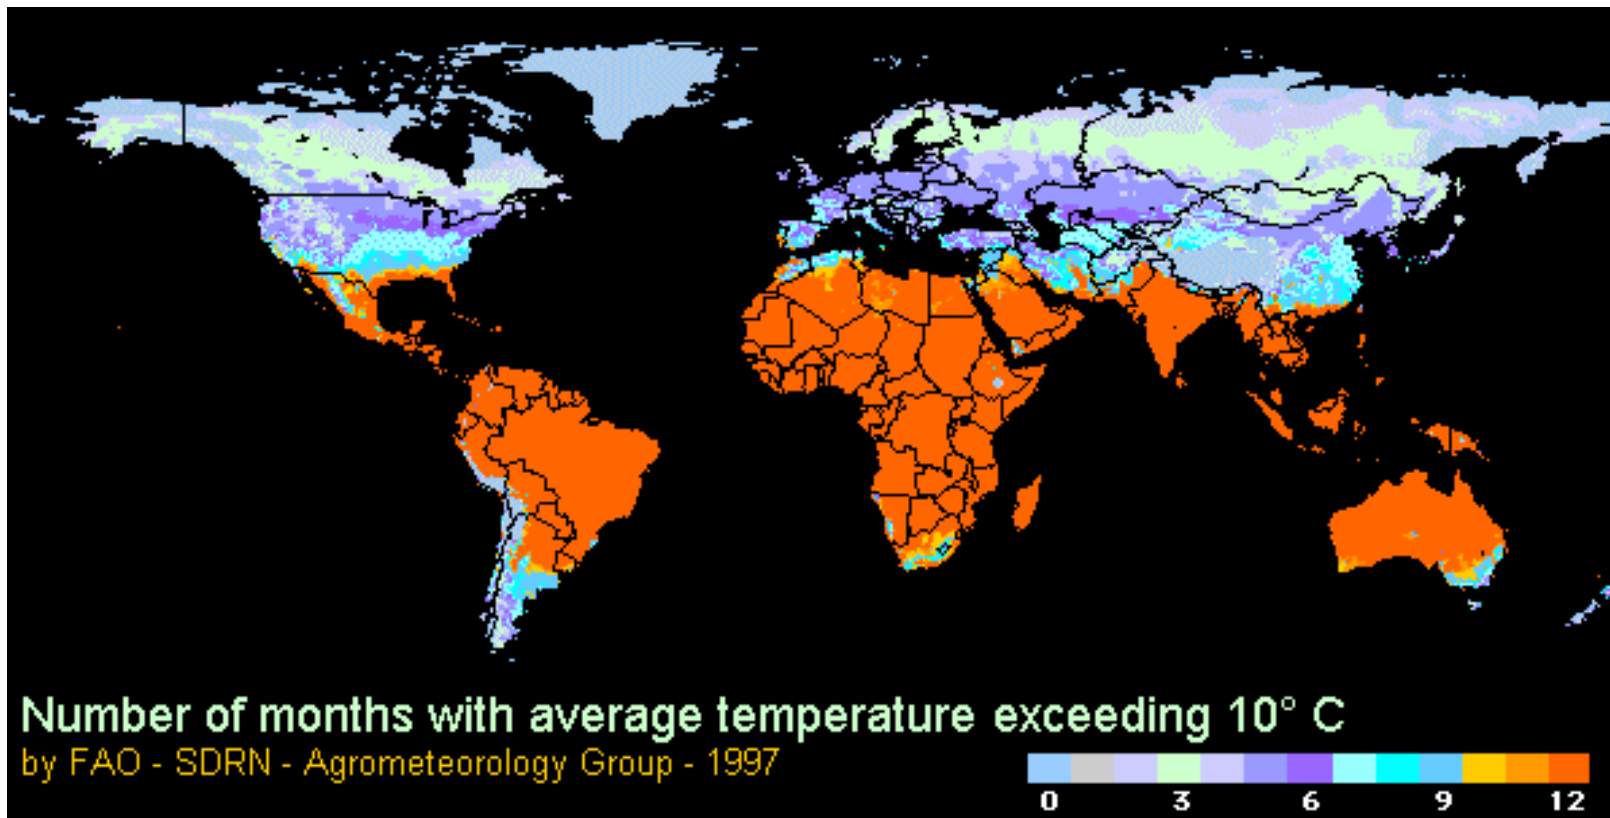 Number of months with average temperature exceeding 10° C
by FAO - SDRN - Agrometeorology Group - 1997
0 3 6 9 12